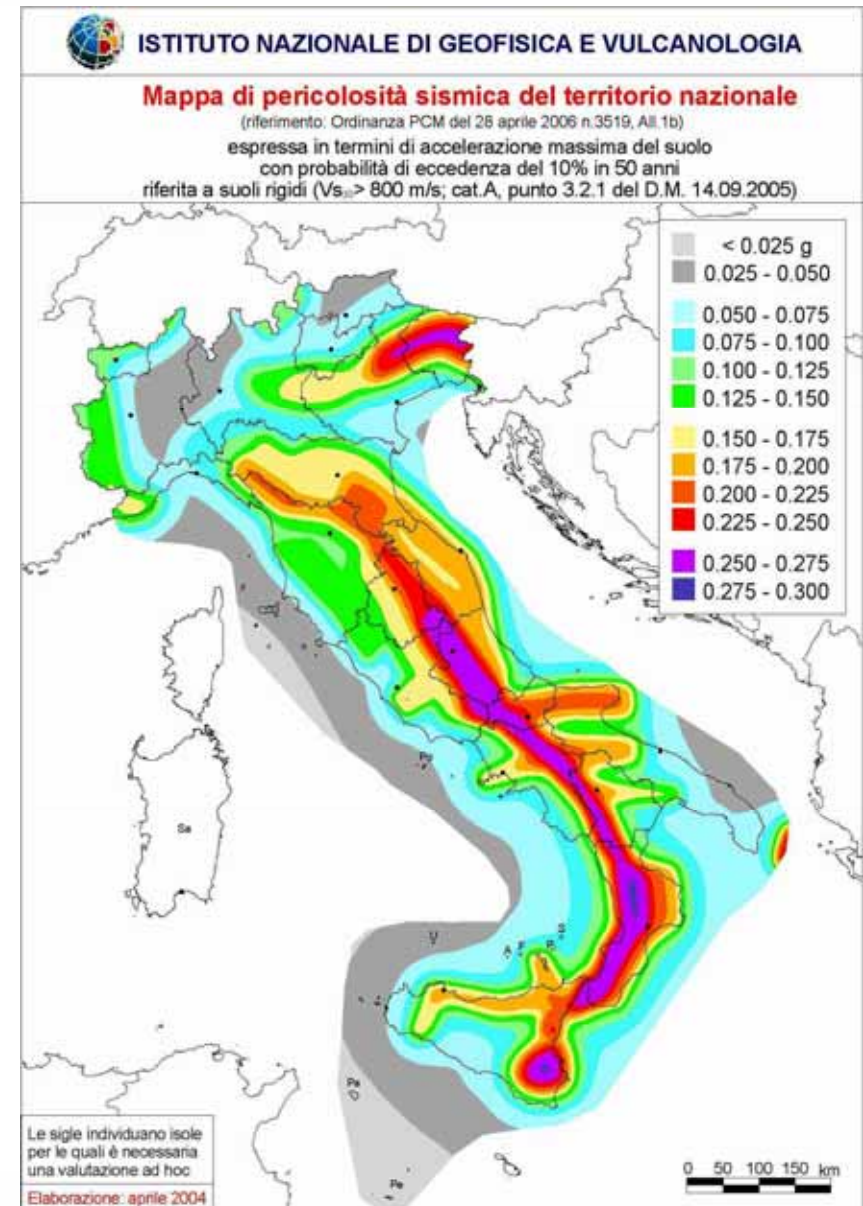 ISTITUTO NAZIONALE DI GEOFISICA E VULCANOLOGIA
Mappa di pericolosità sismica del territorio nazionale
(riferimento: Ordinanza PCM del 28 aprile 2006 n.3519, All.1b)
espressa in termini di accelerazione massima del suolo
con probabilità di eccedenza del 10% in 50 anni
riferita a suoli rigidi (Vs₃₀> 800 m/s; cat.A, punto 3.2.1 del D.M. 14.09.2005)
< 0.025 g
0.025 - 0.050
0.050 - 0.075
0.075 - 0.100
0.100 - 0.125
0.125 - 0.150
0.150 - 0.175
0.175 - 0.200
0.200 - 0.225
0.225 - 0.250
0.250 - 0.275
0.275 - 0.300
Sa
U
A
Pa
Pe
Le sigle individuano isole
per le quali è necessaria
una valutazione ad hoc
Elaborazione: aprile 2004
0 50 100 150 km